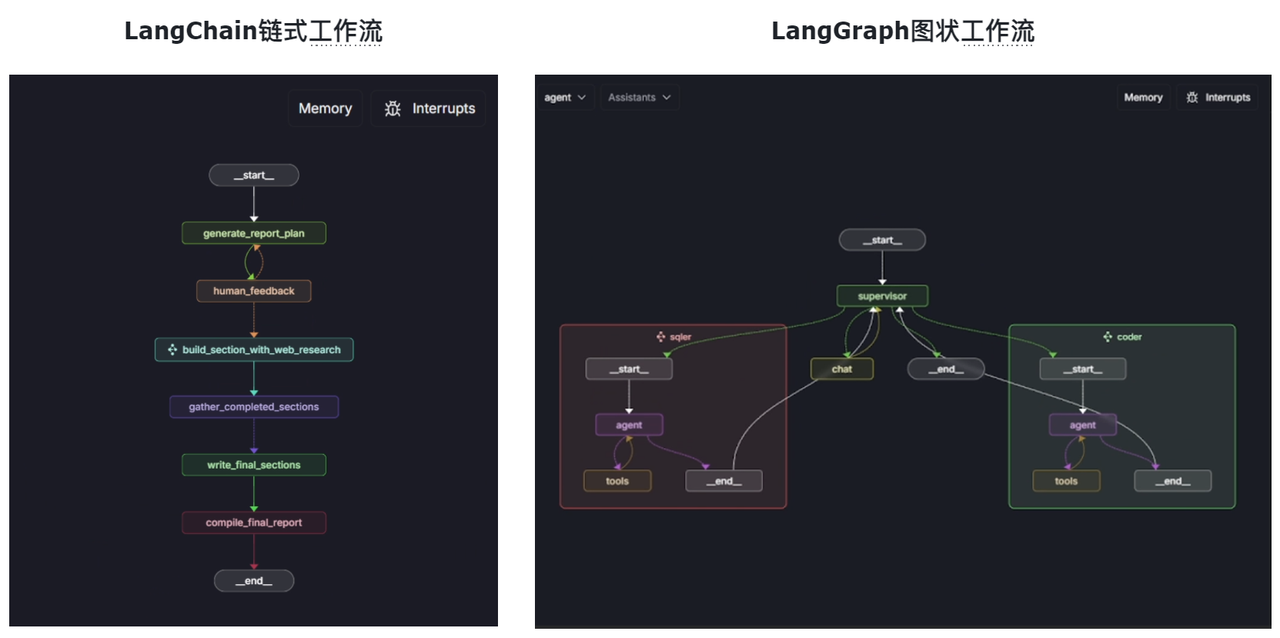 LangChain链式工作流
Memory
Interrupts
__start__
generate_report_plan
human_feedback
build_section_with_web_research
gather_completed_sections
write_final_sections
compile_final_report
__end__
LangGraph图状工作流
agent
Assistants
Memory
Interrupts
__start__
supervisor
sqler
coder
__start__
chat
__end__
__start__
agent
agent
tools
__end__
tools
__end__